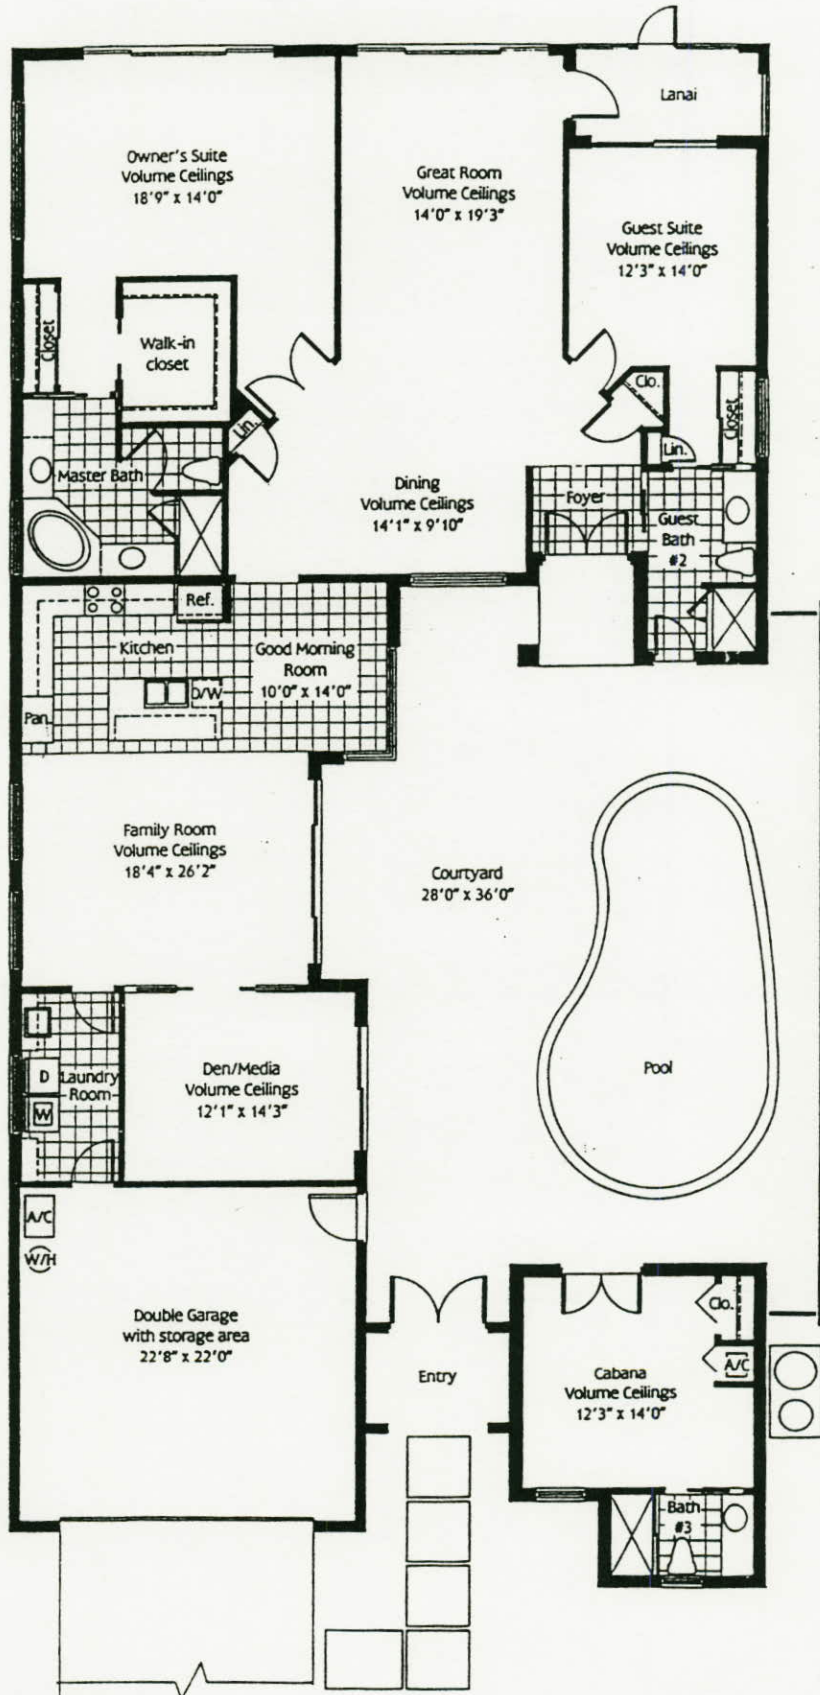 Lanai
Owner's Suite
Volume Ceilings
18'9" x 14'0"
Great Room
Volume Ceilings
14'0" x 19'3"
Guest Suite
Volume Ceilings
12'3" x 14'0"
Closet
Walk-in
closet
Clo.
Closet
Lin.
Lin.
Master Bath
Dining
Volume Ceilings
14'1" x 9'10"
Foyer
Guest
Bath
#2
Ref.
Kitchen
Good Morning
Room
10'0" x 14'0"
D/W
Pan
Family Room
Volume Ceilings
18'4" x 26'2"
Courtyard
28'0" x 36'0"
Pool
D
Laundry
Room
W
Den/Media
Volume Ceilings
12'1" x 14'3"
A/C
W/H
Double Garage
with storage area
22'8" x 22'0"
Entry
Clo.
A/C
Cabana
Volume Ceilings
12'3" x 14'0"
Bath
#3